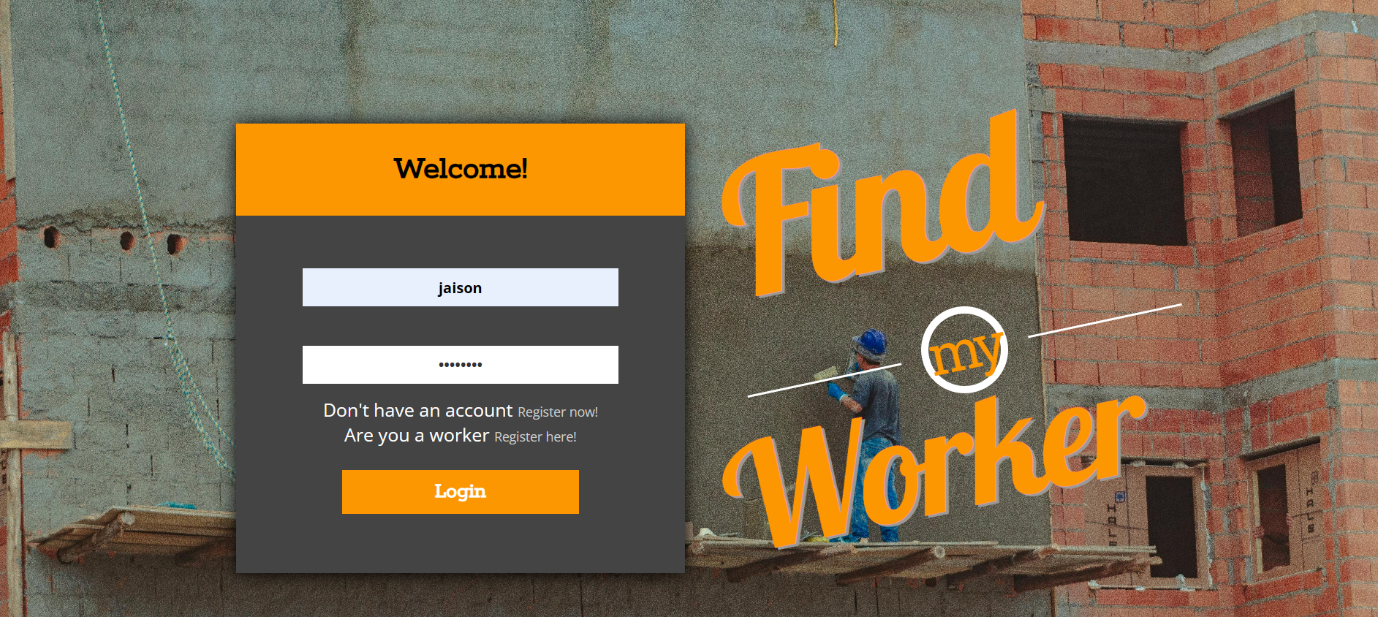 Welcome!
jaison
••••••••
Don't have an account Register now!
Are you a worker Register here!
Login
Find
my
Worker